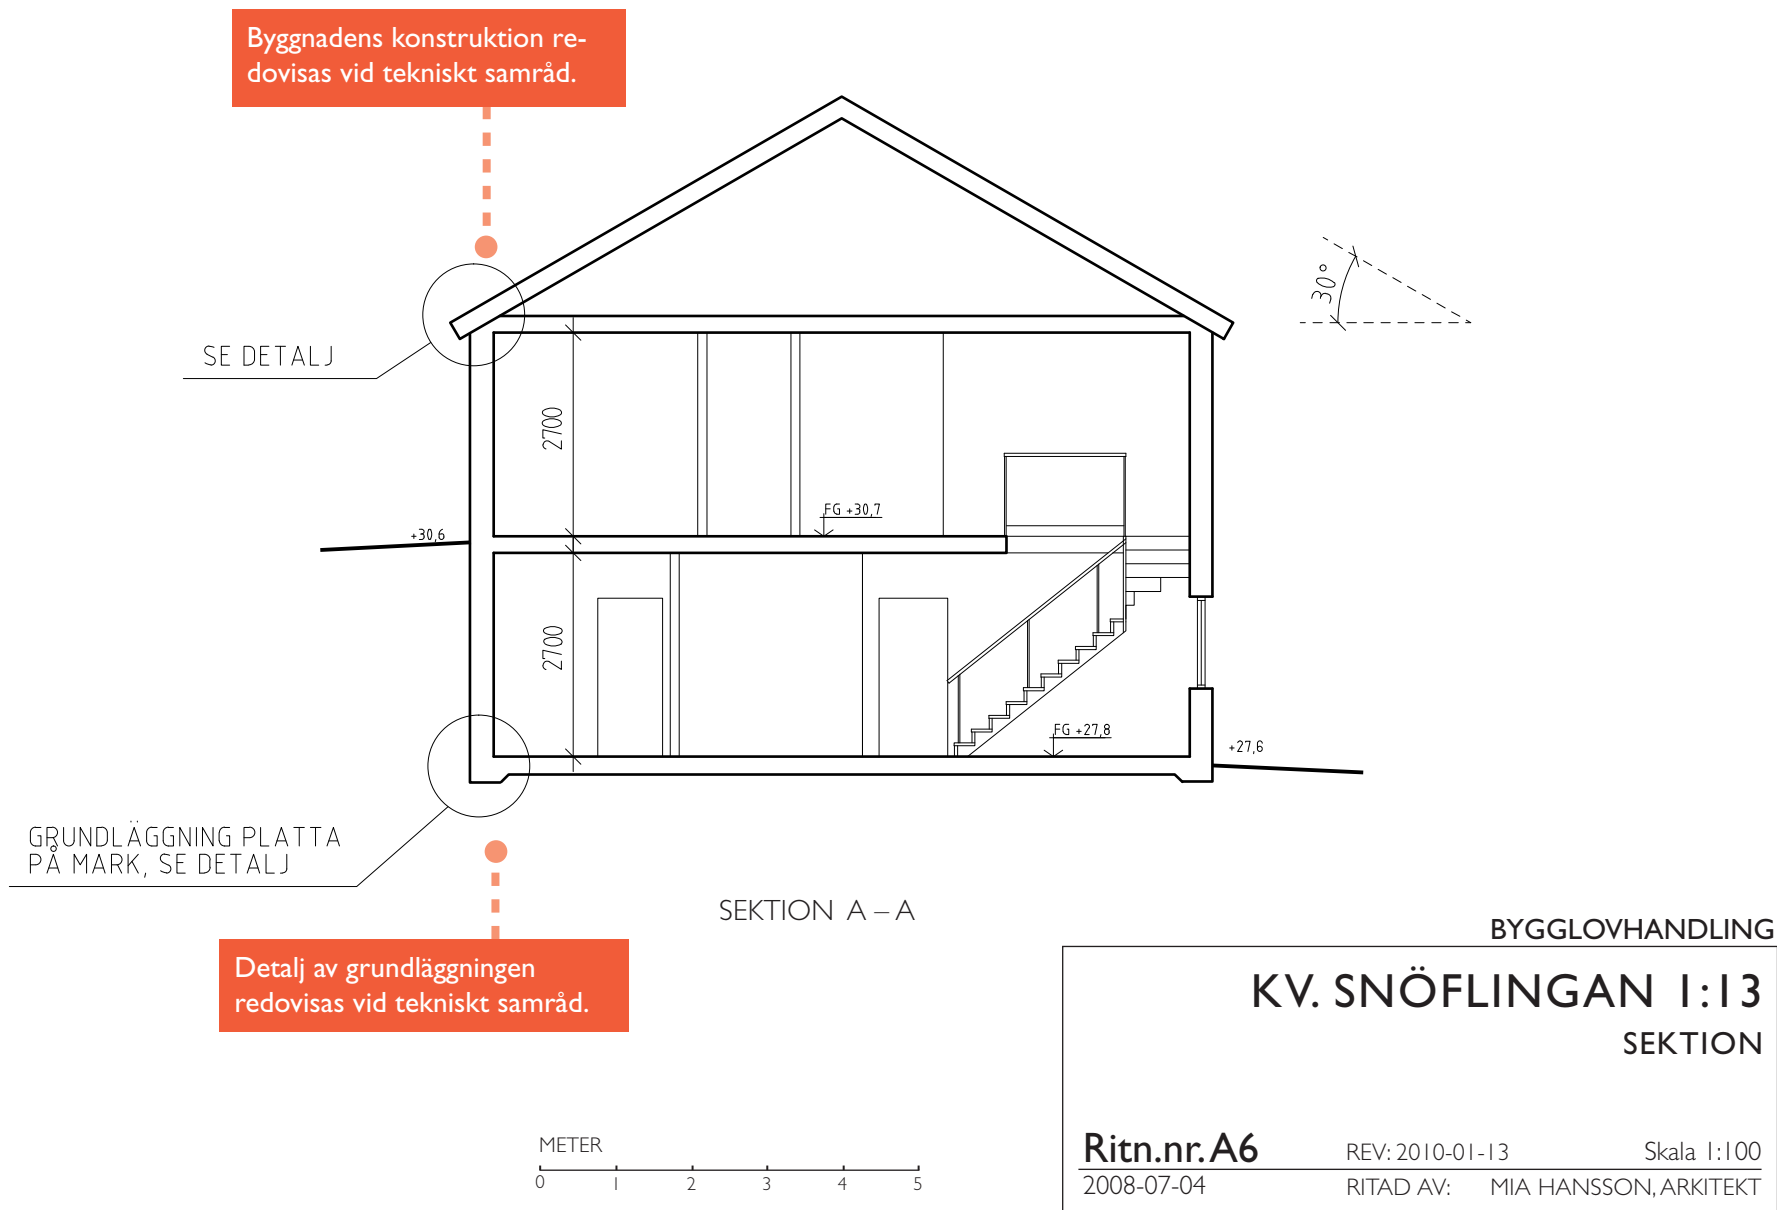 Byggnadens konstruktion re-
dovisas vid tekniskt samråd.
30°
SE DETALJ
2700
FG +30,7
+30,6
2700
FG +27,8
+27,6
GRUNDLÄGGNING PLATTA
PÅ MARK, SE DETALJ
SEKTION A – A
Detalj av grundläggningen
redovisas vid tekniskt samråd.
BYGGLOVHANDLING
KV. SNÖFLINGAN 1:13
SEKTION
METER
0 1 2 3 4 5
Ritn.nr. A6 REV: 2010-01-13 Skala 1:100
2008-07-04 RITAD AV: MIA HANSSON, ARKITEKT